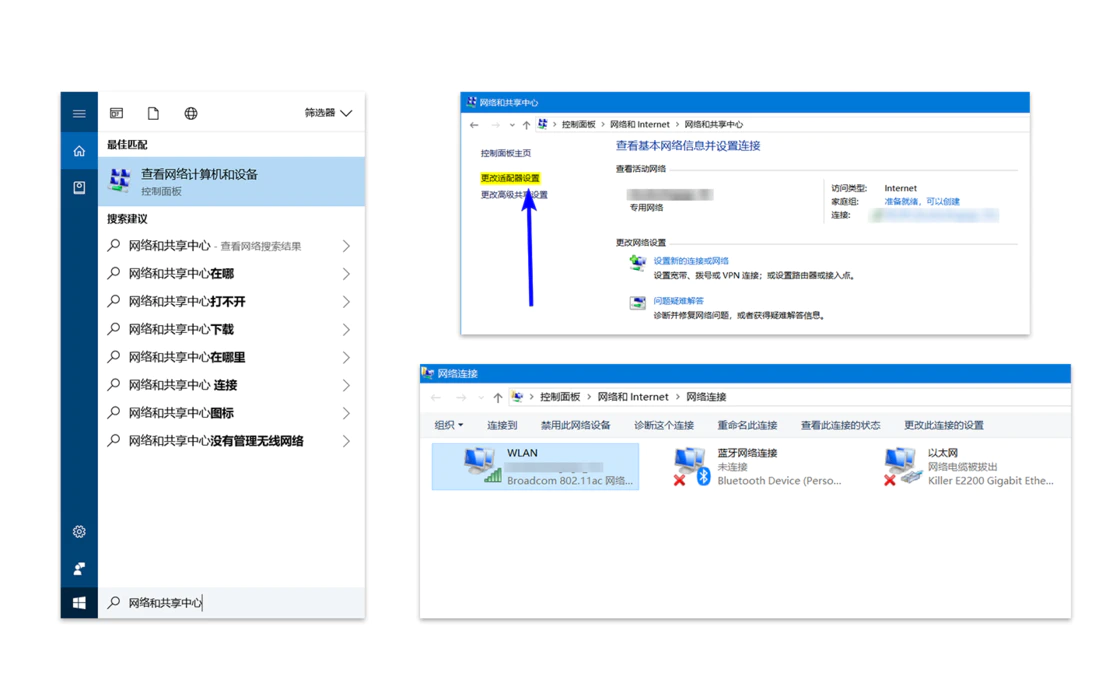 筛选器
最佳匹配
查看网络计算机和设备
控制面板
搜索建议
网络和共享中心 - 查看网络搜索结果
网络和共享中心在哪
网络和共享中心打不开
网络和共享中心下载
网络和共享中心在哪里
网络和共享中心 连接
网络和共享中心图标
网络和共享中心没有管理无线网络
网络和共享中心
网络和共享中心
控制面板 > 网络和 Internet > 网络和共享中心
控制面板主页
更改适配器设置
更改高级共享设置
查看基本网络信息并设置连接
查看活动网络
专用网络
访问类型: Internet
家庭组: 准备就绪，可以创建
连接:
更改网络设置
设置新的连接或网络
设置宽带、拨号或 VPN 连接；或设置路由器或接入点。
问题疑难解答
诊断并修复网络问题，或者获得疑难解答信息。
网络连接
控制面板 > 网络和 Internet > 网络连接
组织 连接到 禁用此网络设备 诊断这个连接 重命名此连接 查看此连接的状态 更改此连接的设置
WLAN
Broadcom 802.11ac 网络...
蓝牙网络连接
未连接
Bluetooth Device (Perso...
以太网
网络电缆被拔出
Killer E2200 Gigabit Ethe...